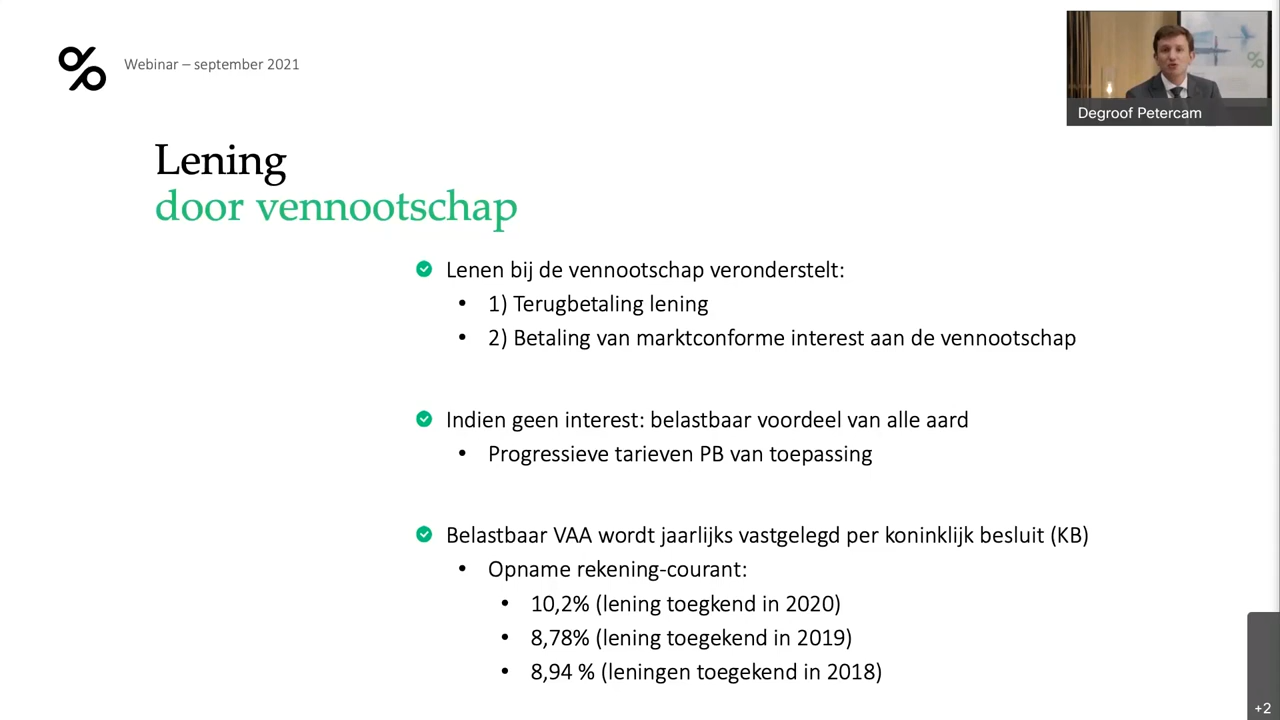 Webinar – september 2021
Degroof Petercam
Lening
door vennootschap
Lenen bij de vennootschap veronderstelt:
• 1) Terugbetaling lening
• 2) Betaling van marktconforme interest aan de vennootschap
Indien geen interest: belastbaar voordeel van alle aard
• Progressieve tarieven PB van toepassing
Belastbaar VAA wordt jaarlijks vastgelegd per koninklijk besluit (KB)
• Opname rekening-courant:
• 10,2% (lening toegkend in 2020)
• 8,78% (lening toegekend in 2019)
• 8,94 % (leningen toegekend in 2018)
+2